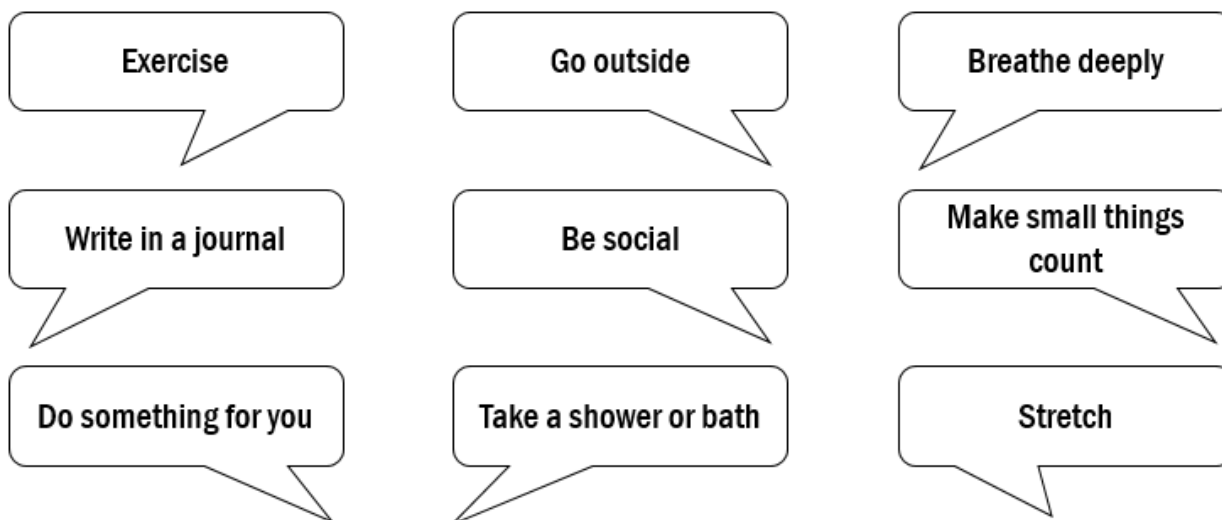 Exercise
Go outside
Breathe deeply
Write in a journal
Be social
Make small things
count
Do something for you
Take a shower or bath
Stretch